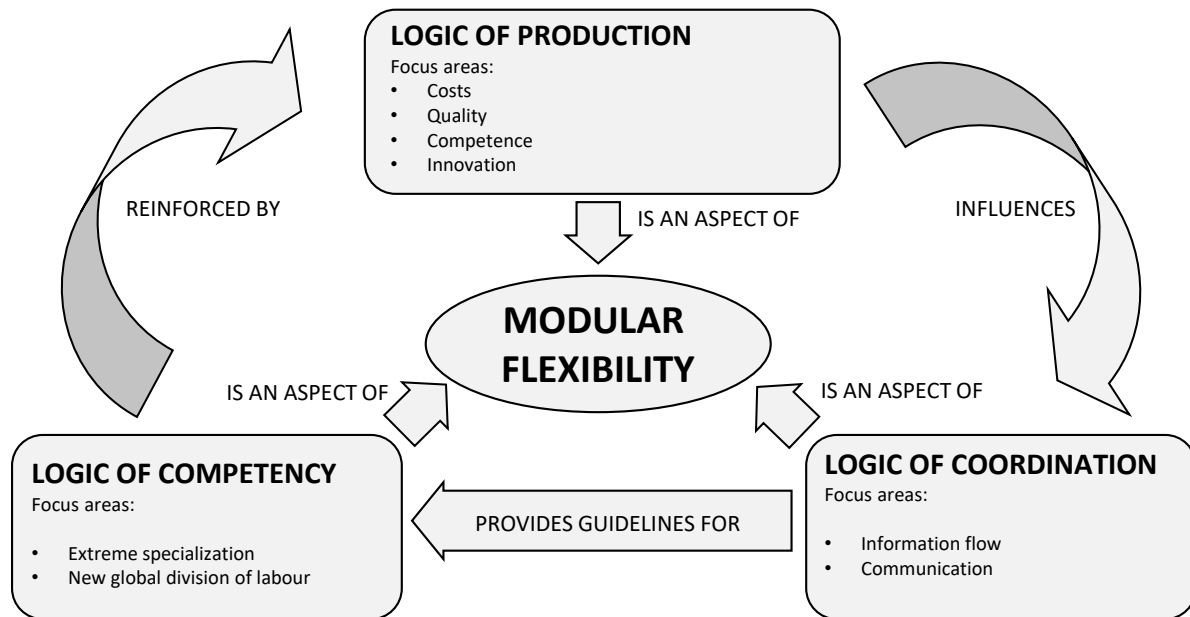 LOGIC OF PRODUCTION
Focus areas:
• Costs
• Quality
• Competence
• Innovation
REINFORCED BY
IS AN ASPECT OF
INFLUENCES
MODULAR
FLEXIBILITY
IS AN ASPECT OF
IS AN ASPECT OF
LOGIC OF COMPETENCY
Focus areas:
• Extreme specialization
• New global division of labour
PROVIDES GUIDELINES FOR
LOGIC OF COORDINATION
Focus areas:
• Information flow
• Communication